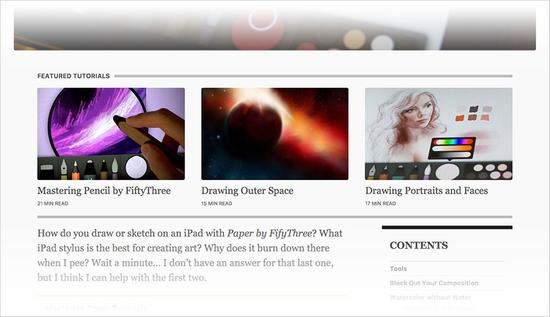 FEATURED TUTORIALS
Mastering Pencil by FiftyThree
21 MIN READ
Drawing Outer Space
15 MIN READ
Drawing Portraits and Faces
17 MIN READ
How do you draw or sketch on an iPad with Paper by FifyThree? What
iPad stylus is the best for creating art? Why does it burn down there
when I pee? Wait a minute... I don't have an answer for that last one,
but I think I can help with the first two.
CONTENTS
Tools
Block Out Your Composition
Watercolor without Water